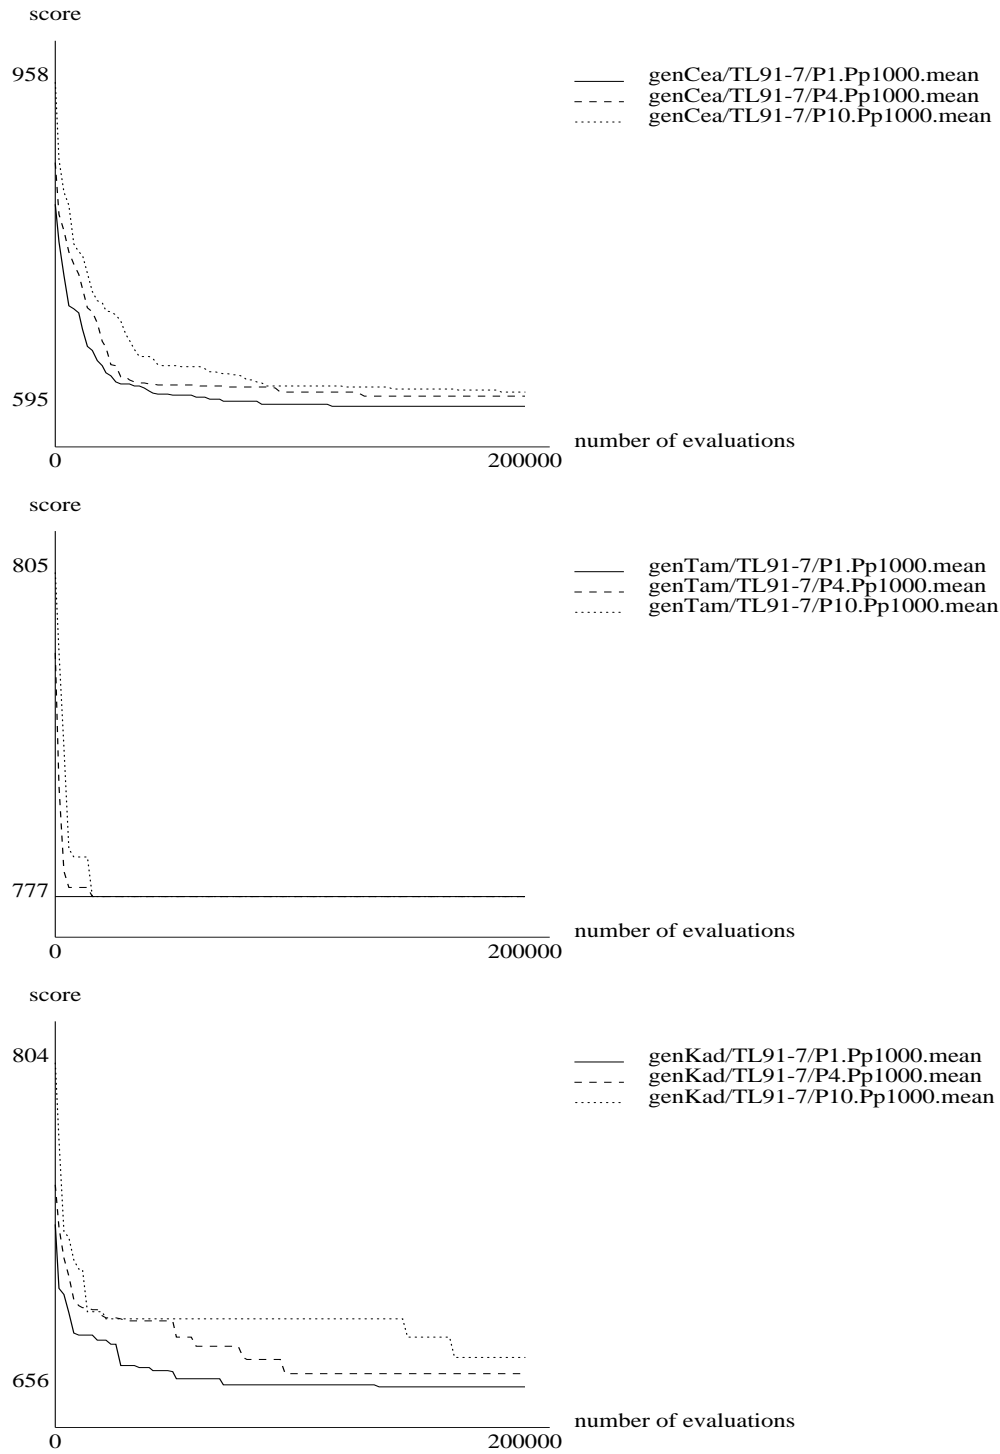 score
958
genCea/TL91-7/P1.Pp1000.mean
genCea/TL91-7/P4.Pp1000.mean
genCea/TL91-7/P10.Pp1000.mean
595
number of evaluations
0 200000
score
805
genTam/TL91-7/P1.Pp1000.mean
genTam/TL91-7/P4.Pp1000.mean
genTam/TL91-7/P10.Pp1000.mean
777
number of evaluations
0 200000
score
804
genKad/TL91-7/P1.Pp1000.mean
genKad/TL91-7/P4.Pp1000.mean
genKad/TL91-7/P10.Pp1000.mean
656
number of evaluations
0 200000